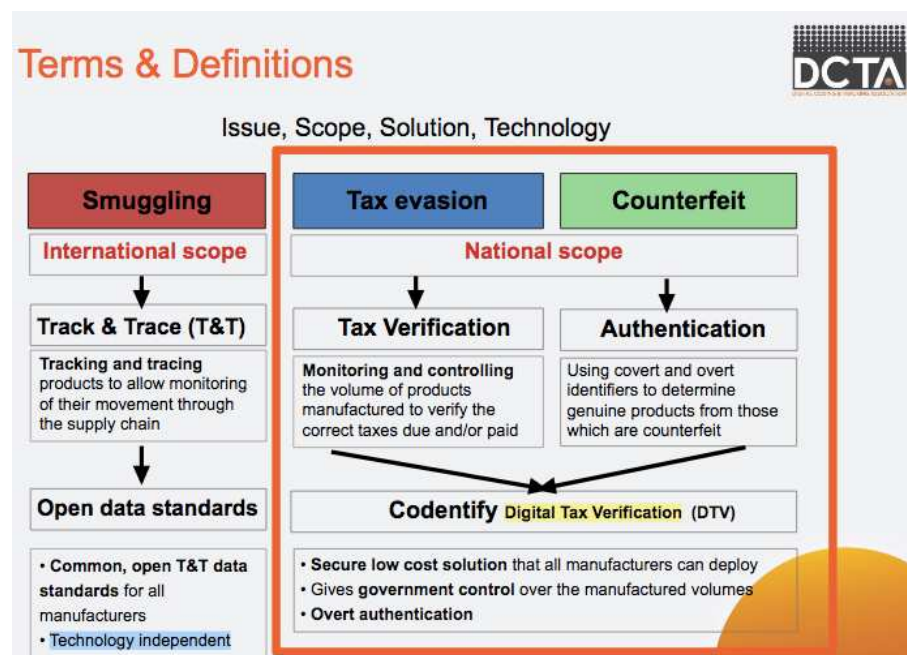 Terms & Definitions
DCTA
Issue, Scope, Solution, Technology
Smuggling
International scope
Track & Trace (T&T)
Tracking and tracing
products to allow monitoring
of their movement through
the supply chain
Open data standards
• Common, open T&T data
standards for all
manufacturers
• Technology independent
Tax evasion
Counterfeit
National scope
Tax Verification
Monitoring and controlling
the volume of products
manufactured to verify the
correct taxes due and/or paid
Authentication
Using covert and overt
identifiers to determine
genuine products from those
which are counterfeit
Codentify Digital Tax Verification (DTV)
• Secure low cost solution that all manufacturers can deploy
• Gives government control over the manufactured volumes
• Overt authentication